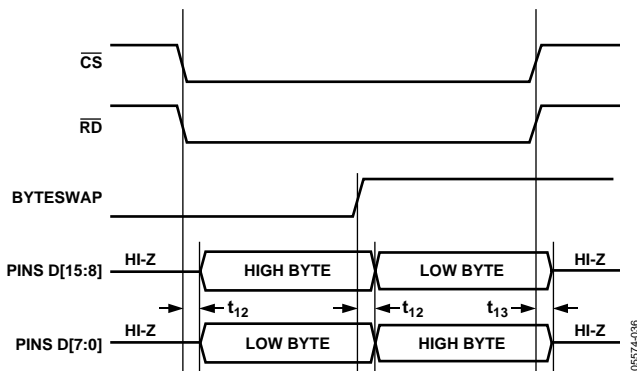 CS
RD
BYTESWAP
PINS D[15:8] HI-Z HIGH BYTE LOW BYTE HI-Z
t12 t12 t13
PINS D[7:0] HI-Z LOW BYTE HIGH BYTE HI-Z
05574-036